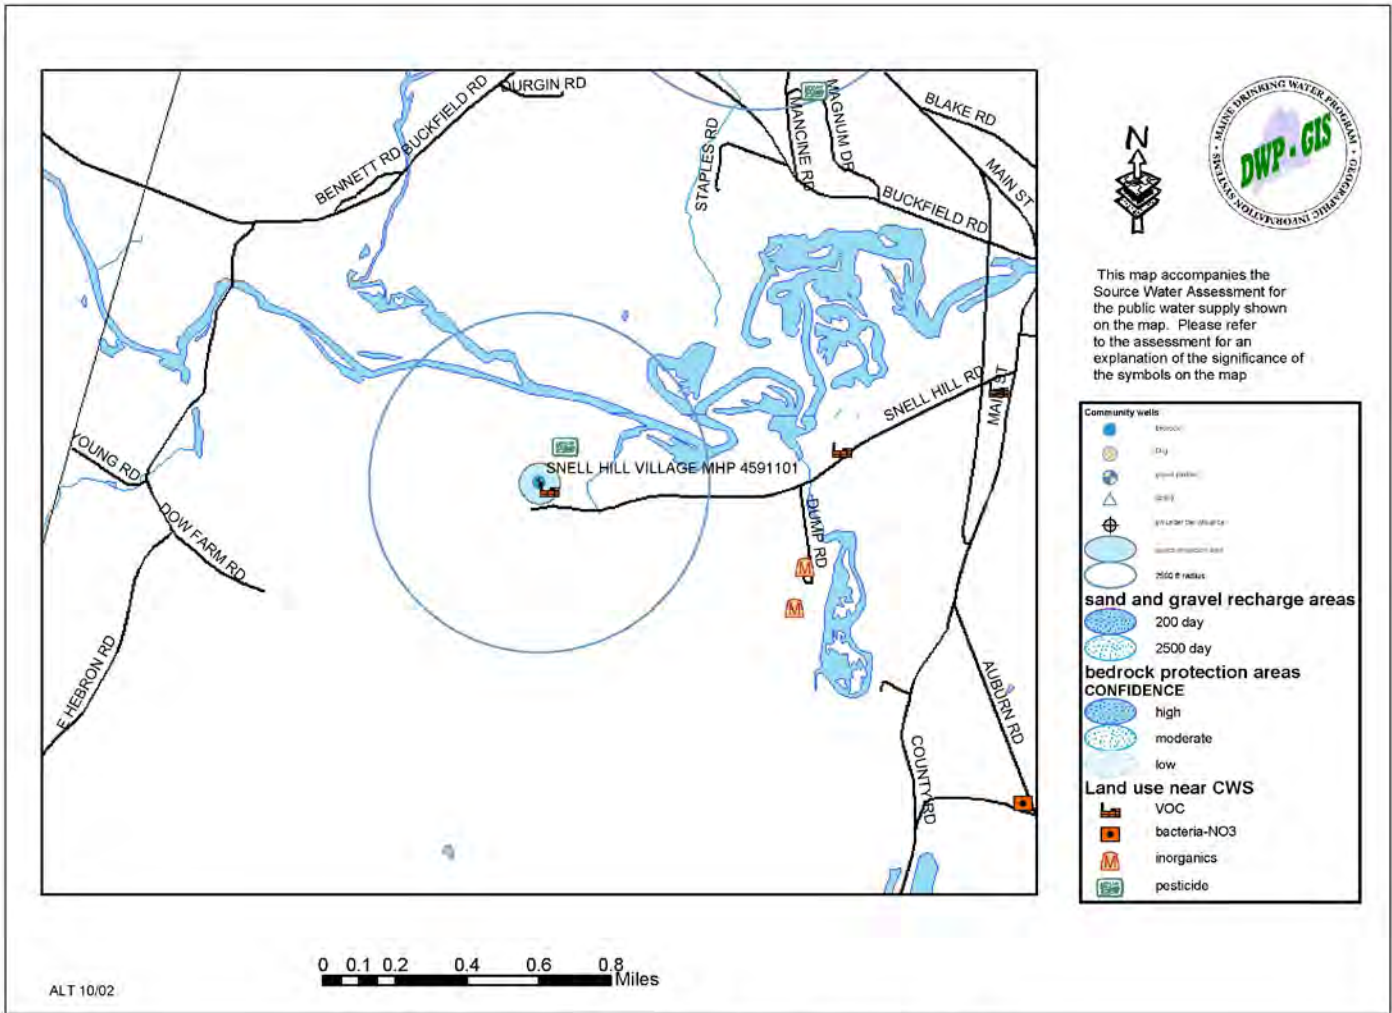 DURGIN RD
BUCKFIELD RD
BENNETT RD
STAPLES RD
MANCINE RD
MAGNUM DR
BLAKE RD
MAIN ST
BUCKFIELD RD
SNELL HILL RD
MAIN ST
YOUNG RD
SNELL HILL VILLAGE MHP 4591101
DOW FARM RD
DUMP RD
E HEBRON RD
AUBURN RD
COUNTY RD
N
MAINE DRINKING WATER PROGRAM • GEOGRAPHIC INFORMATION SYSTEMS •
DWP - GIS
This map accompanies the
Source Water Assessment for
the public water supply shown
on the map. Please refer
to the assessment for an
explanation of the significance of
the symbols on the map
Community wells
2500 ft radius
sand and gravel recharge areas
200 day
2500 day
bedrock protection areas
CONFIDENCE
high
moderate
low
Land use near CWS
VOC
bacteria-NO3
inorganics
pesticide
0 0.1 0.2 0.4 0.6 0.8
Miles
ALT 10/02